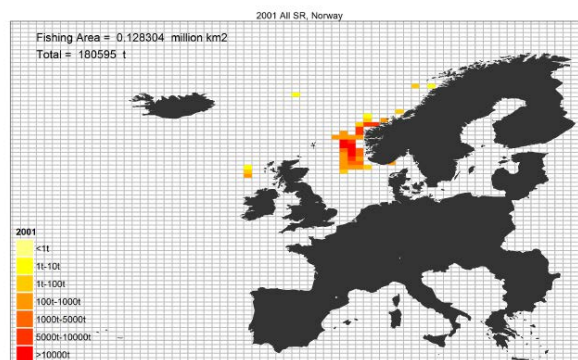 2001 All SR, Norway
Fishing Area = 0.128304 million km2
Total = 180595 t
2001
<1t
1t-10t
1t-100t
100t-1000t
1000t-5000t
5000t-10000t
>10000t